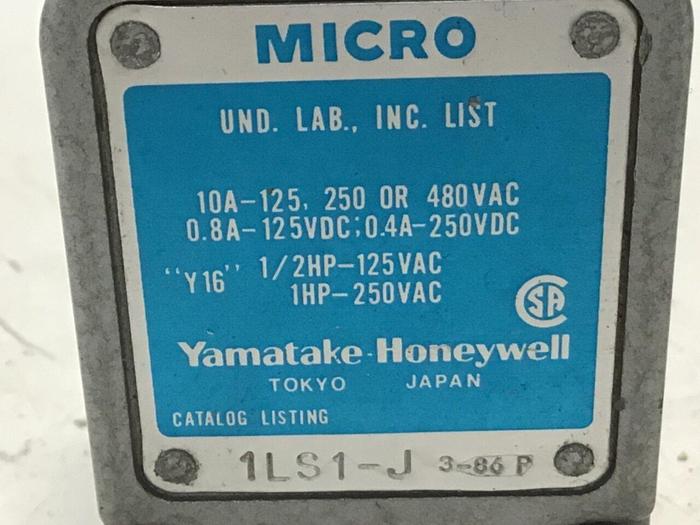 MICRO
UND. LAB., INC. LIST
10A-125, 250 OR 480VAC
0.8A-125VDC; 0.4A-250VDC
"Y16" 1/2HP-125VAC
1HP-250VAC
CSA
Yamatake-Honeywell
TOKYO JAPAN
CATALOG LISTING
1LS1-J 3-86 P